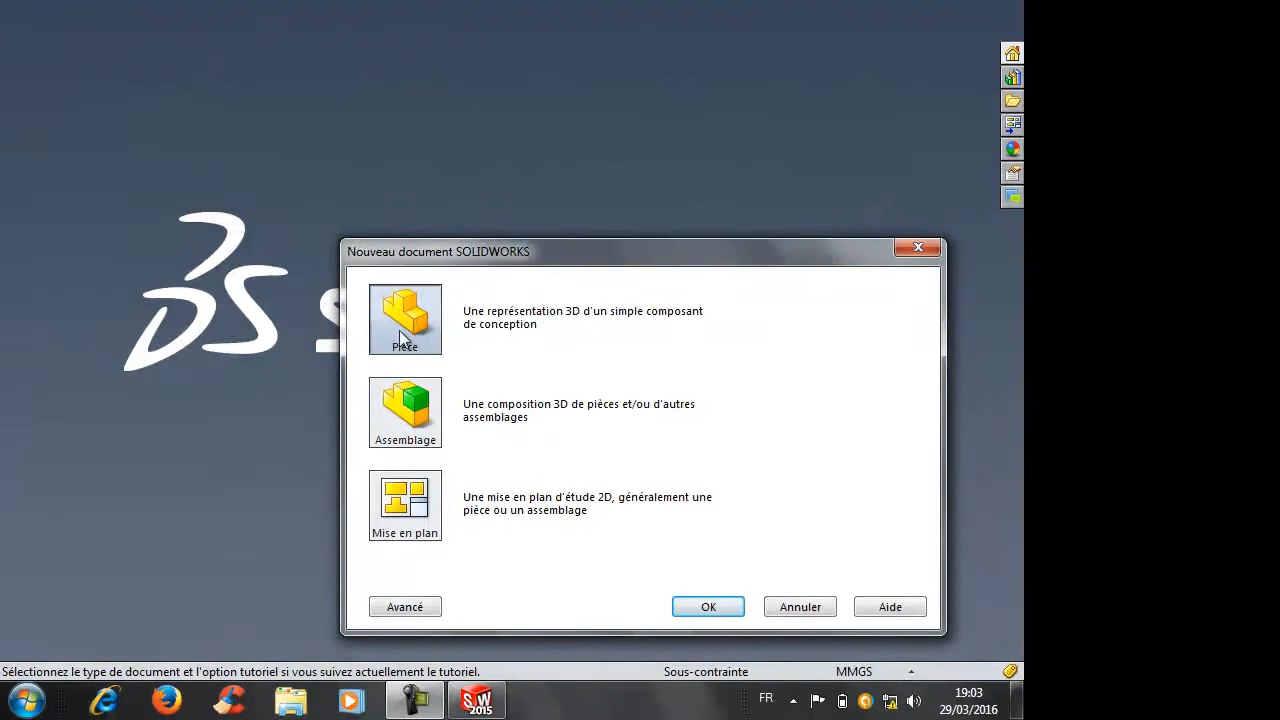 Nouveau document SOLIDWORKS
Pièce
Une représentation 3D d'un simple composant
de conception
Assemblage
Une composition 3D de pièces et/ou d'autres
assemblages
Mise en plan
Une mise en plan d'étude 2D, généralement une
pièce ou un assemblage
Avancé
OK
Annuler
Aide
Sélectionnez le type de document et l'option tutoriel si vous suivez actuellement le tutoriel.
Sous-contrainte
MMGS
SW
2015
FR
19:03
29/03/2016